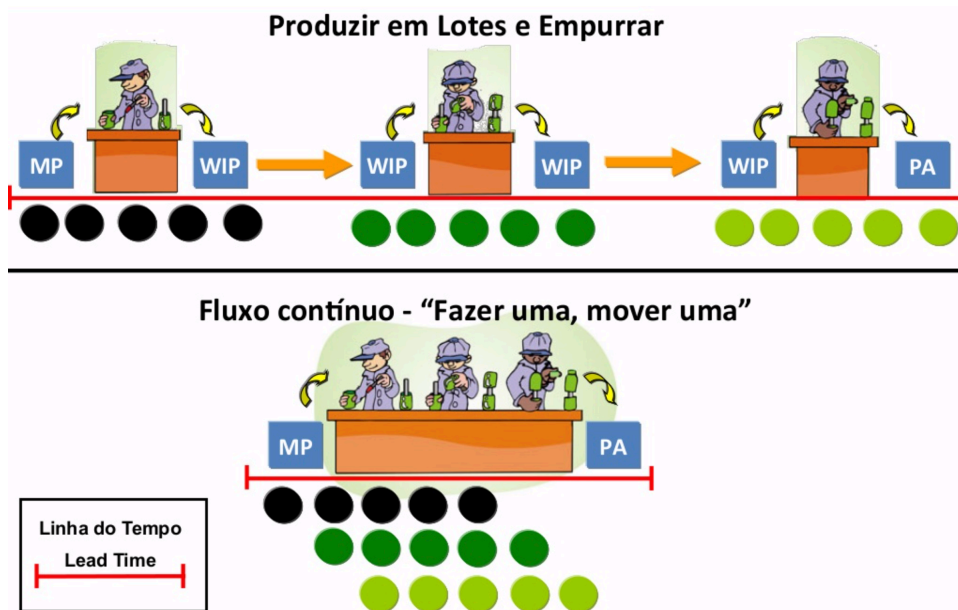 Produzir em Lotes e Empurrar
MP
WIP
WIP
WIP
WIP
PA
Fluxo contínuo - “Fazer uma, mover uma”
MP
PA
Linha do Tempo
Lead Time